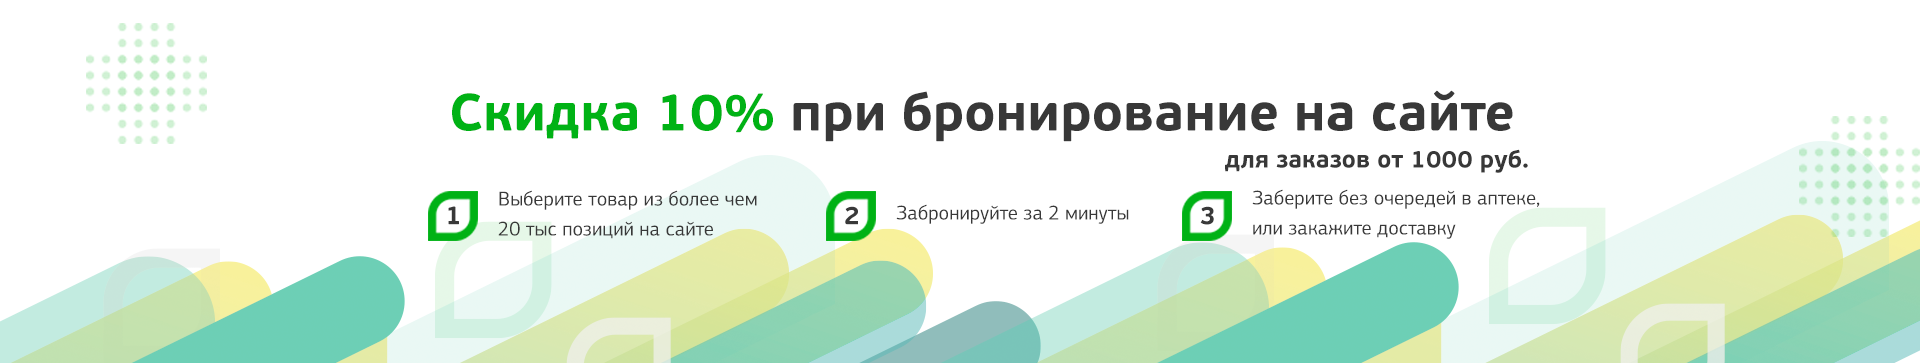 Скидка 10% при бронирование на сайте
для заказов от 1000 руб.
1
Выберите товар из более чем
20 тыс позиций на сайте
2
Забронируйте за 2 минуты
3
Заберите без очередей в аптеке,
или закажите доставку